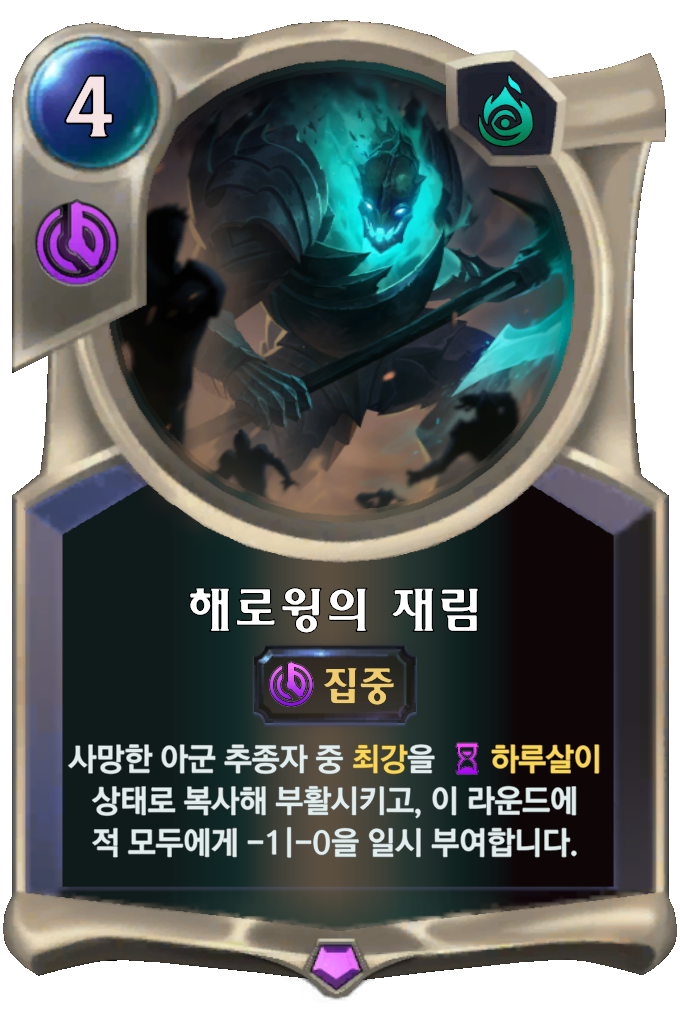 4
해로윙의 재림
집중
사망한 아군 추종자 중 최강을 하루살이
상태로 복사해 부활시키고, 이 라운드에
적 모두에게 -1|-0을 일시 부여합니다.